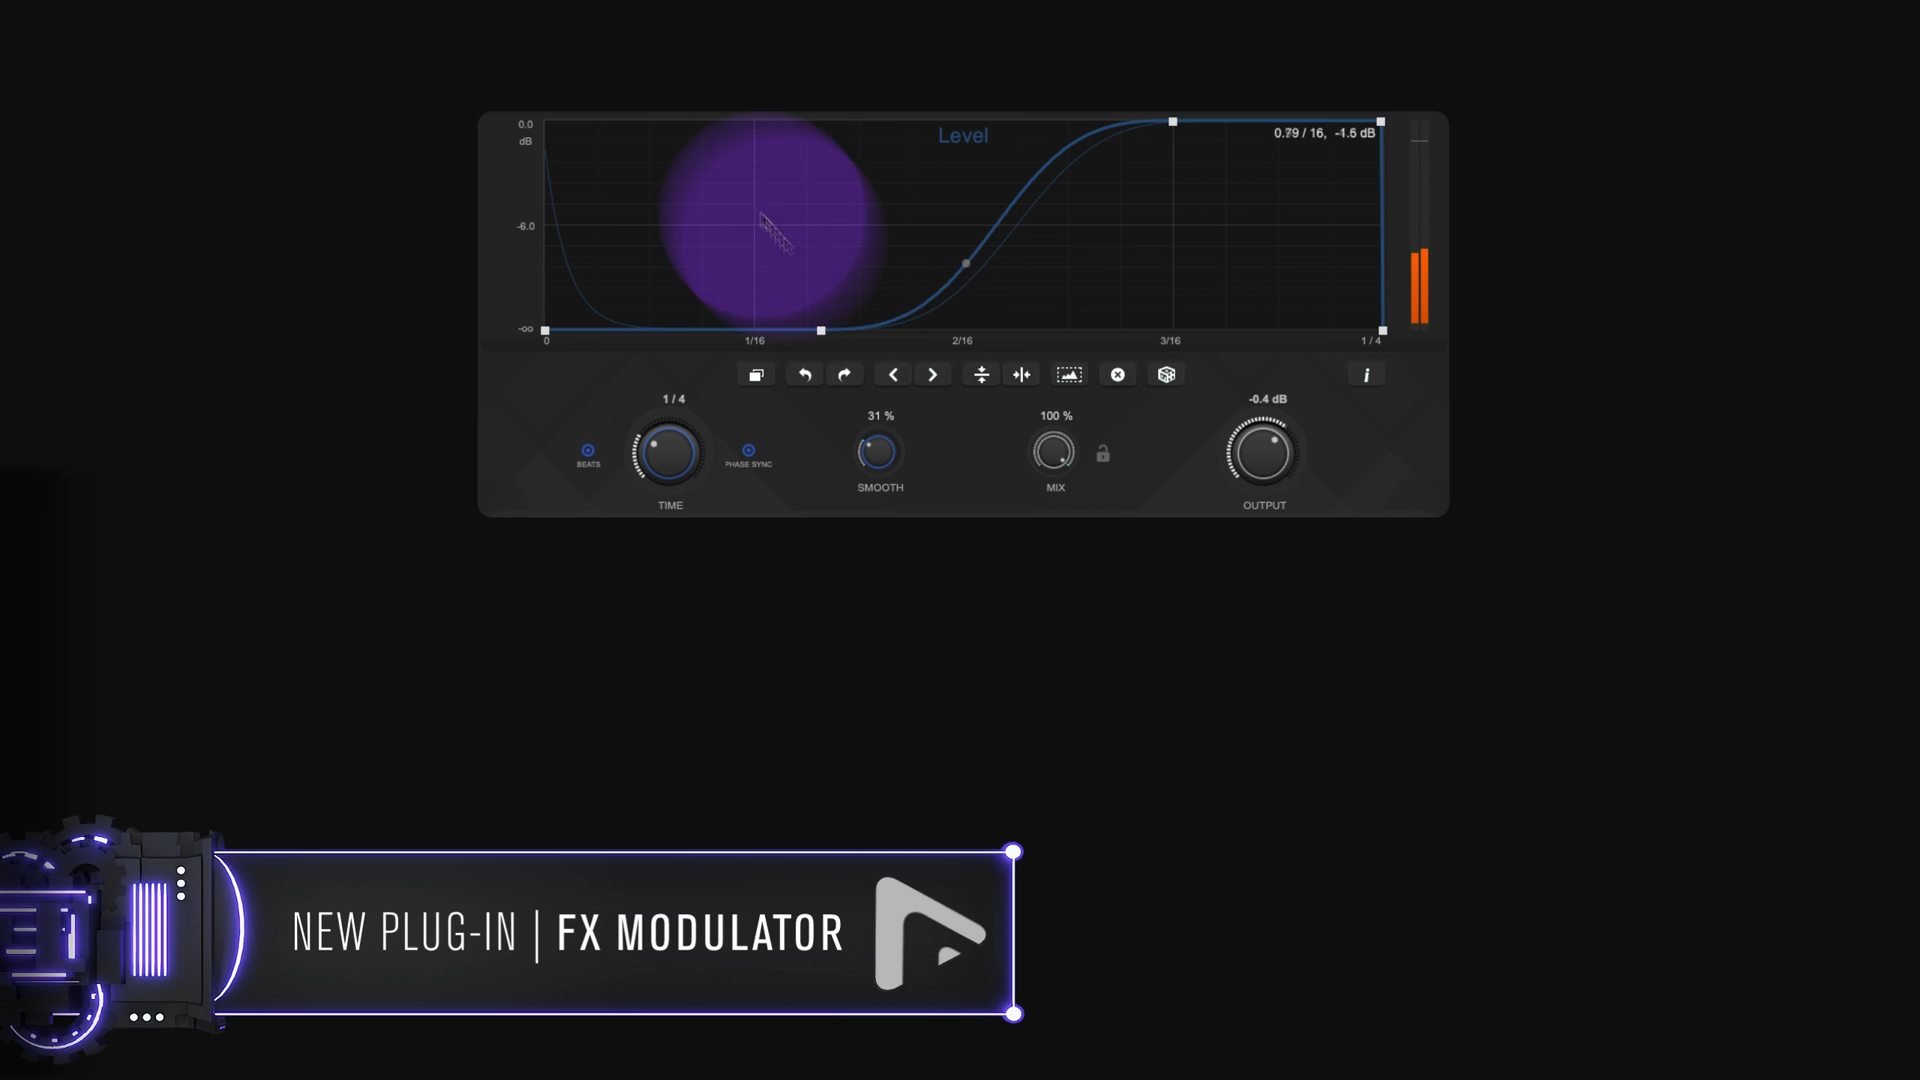 0.0
dB
Level
0.79 / 16, -1.6 dB
-6.0
-∞
0
1/16
2/16
3/16
1 / 4
i
1 / 4
31 %
100 %
-0.4 dB
BEATS
PHASE SYNC
SMOOTH
MIX
TIME
OUTPUT
NEW PLUG-IN | FX MODULATOR